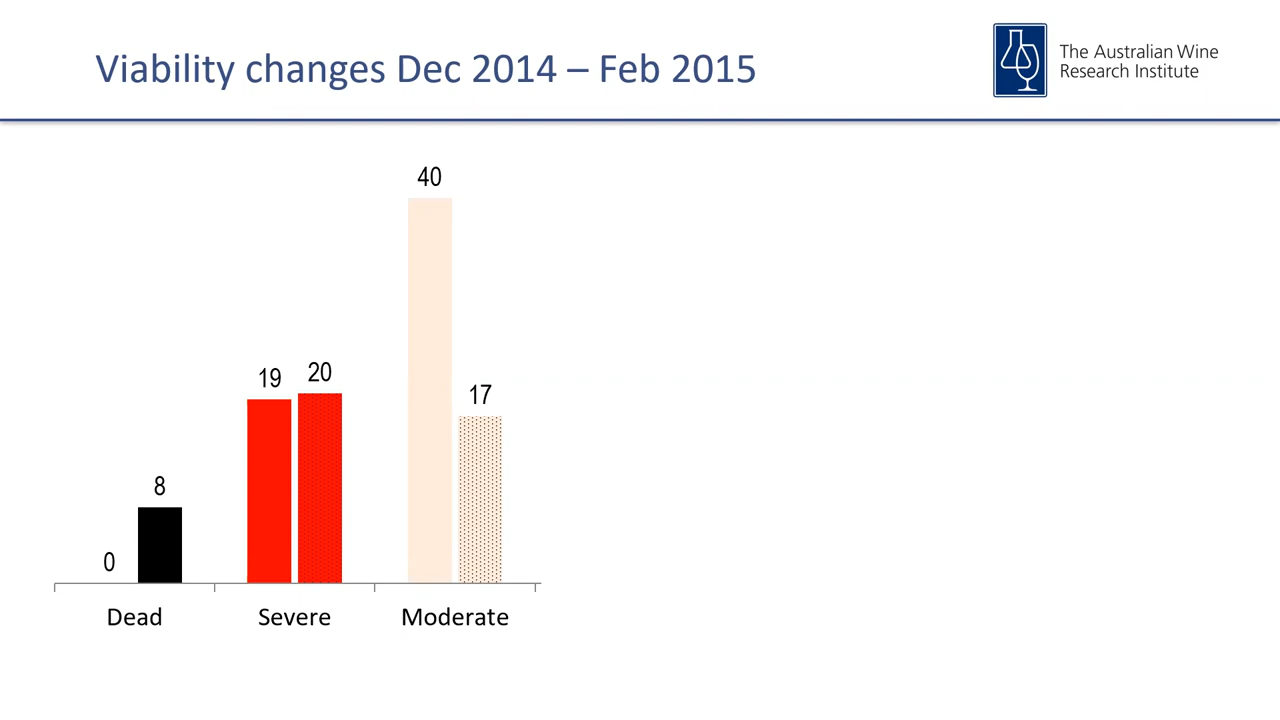 Viability changes Dec 2014 – Feb 2015
The Australian Wine
Research Institute
40
19
20
17
8
0
Dead
Severe
Moderate